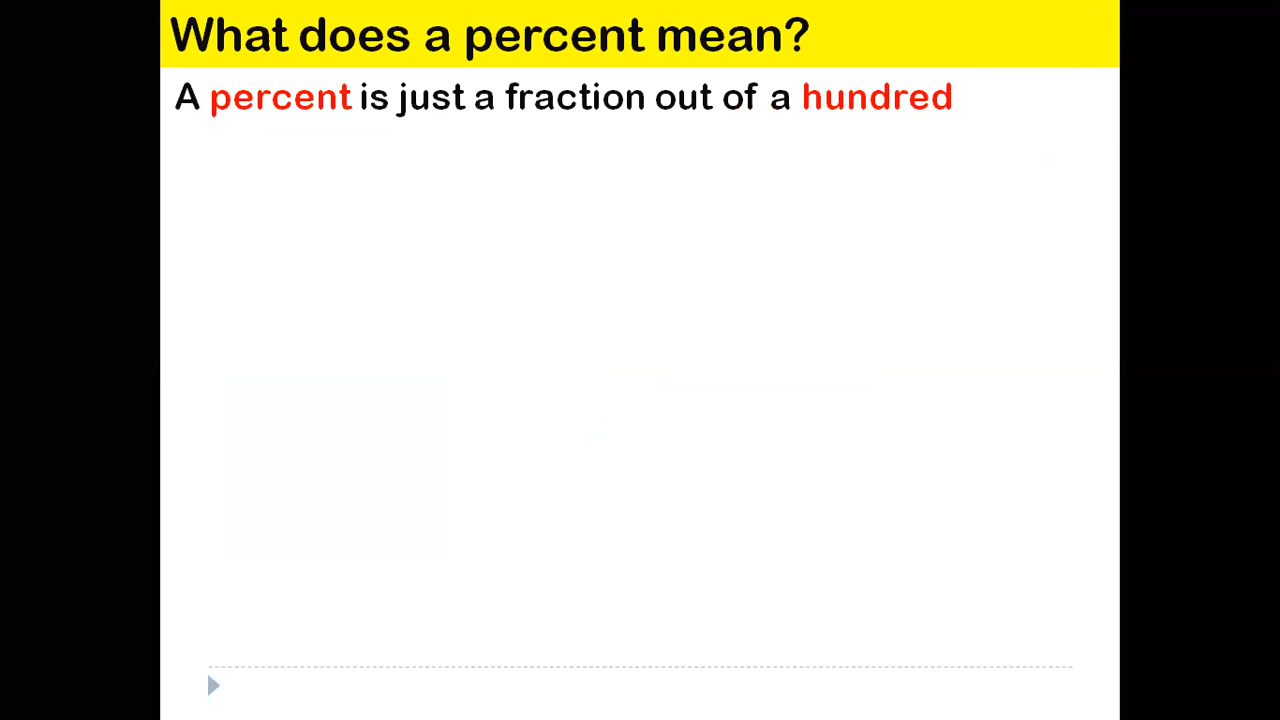 What does a percent mean?
A percent is just a fraction out of a hundred